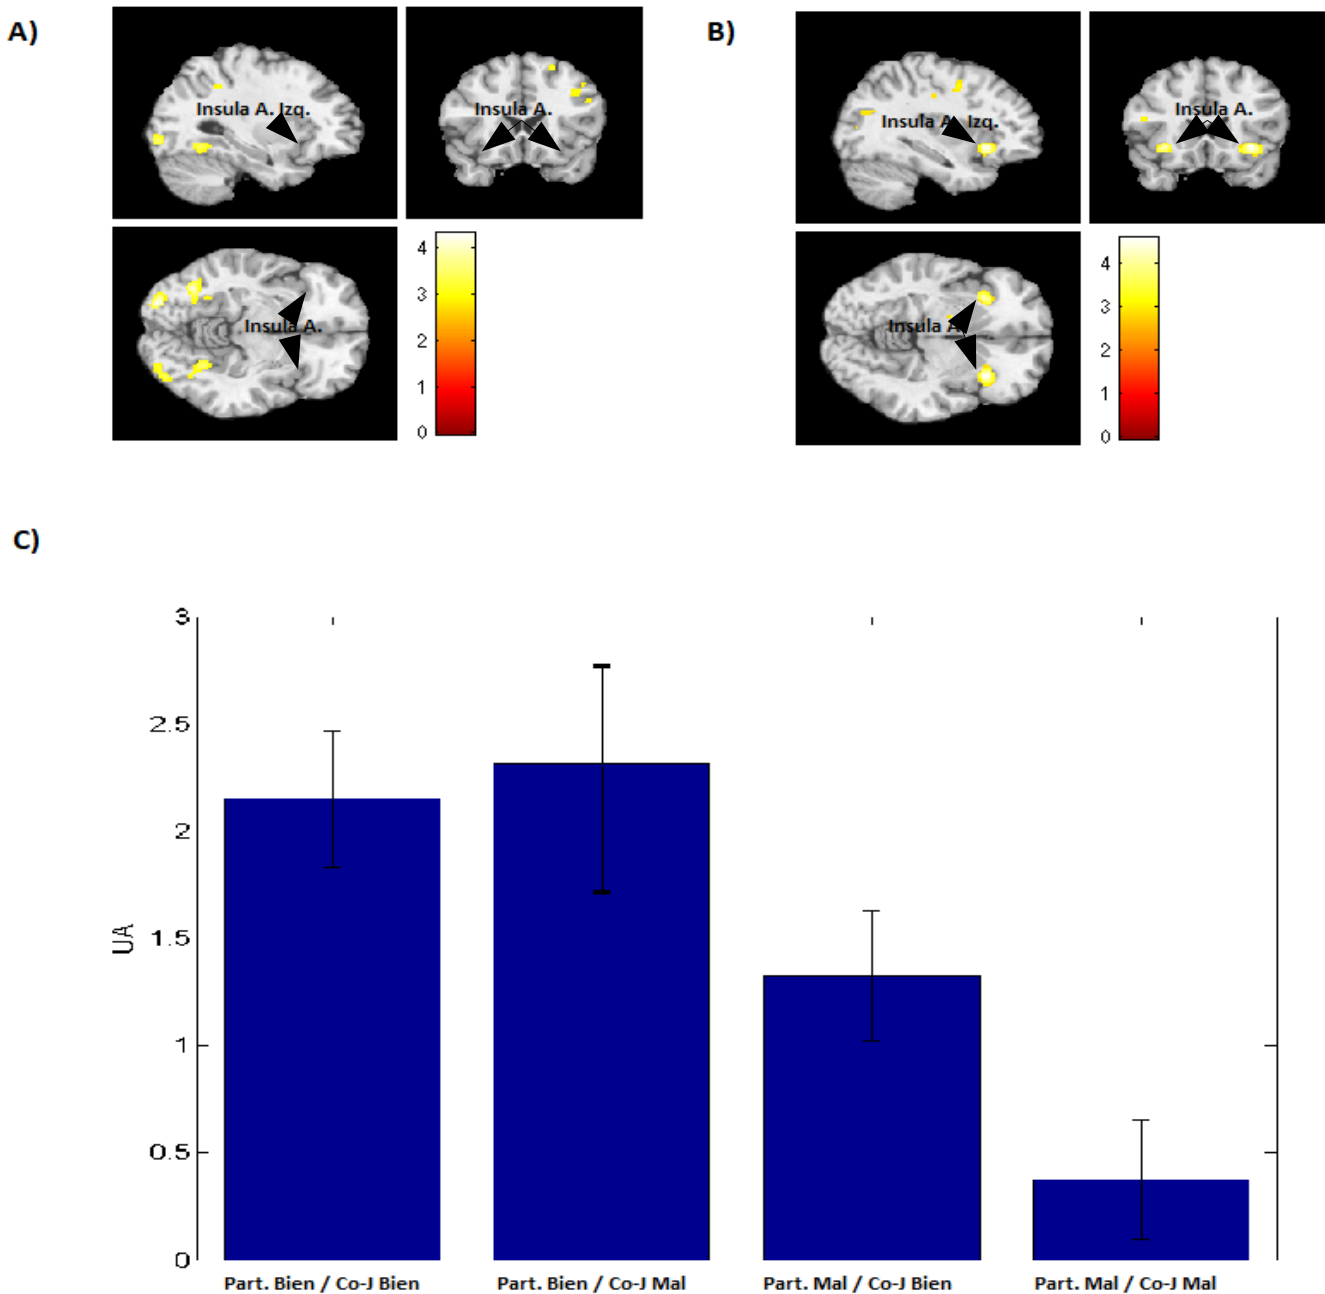 A)
Insula A. Izq.
Insula A.
Insula A.
4
3
2
1
0
B)
Insula A. Izq.
Insula A.
Insula A.
4
3
2
1
0
C)
3
2.5
2
1.5
1
0.5
0
UA
Part. Bien / Co-J Bien
Part. Bien / Co-J Mal
Part. Mal / Co-J Bien
Part. Mal / Co-J Mal